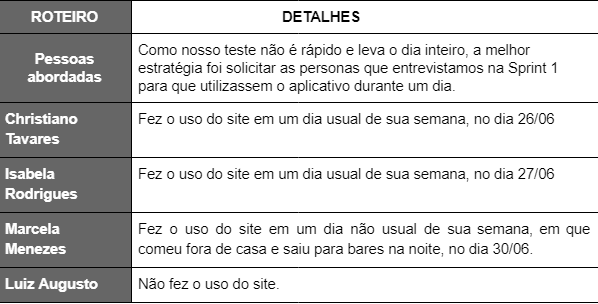 ROTEIRO DETALHES
Pessoas abordadas
Como nosso teste não é rápido e leva o dia inteiro, a melhor
estratégia foi solicitar as personas que entrevistamos na Sprint 1
para que utilizassem o aplicativo durante um dia.
Christiano
Tavares
Fez o uso do site em um dia usual de sua semana, no dia 26/06
Isabela
Rodrigues
Fez o uso do site em um dia usual de sua semana, no dia 27/06
Marcela
Menezes
Fez o uso do site em um dia não usual de sua semana, em que
comeu fora de casa e saiu para bares na noite, no dia 30/06.
Luiz Augusto
Não fez o uso do site.